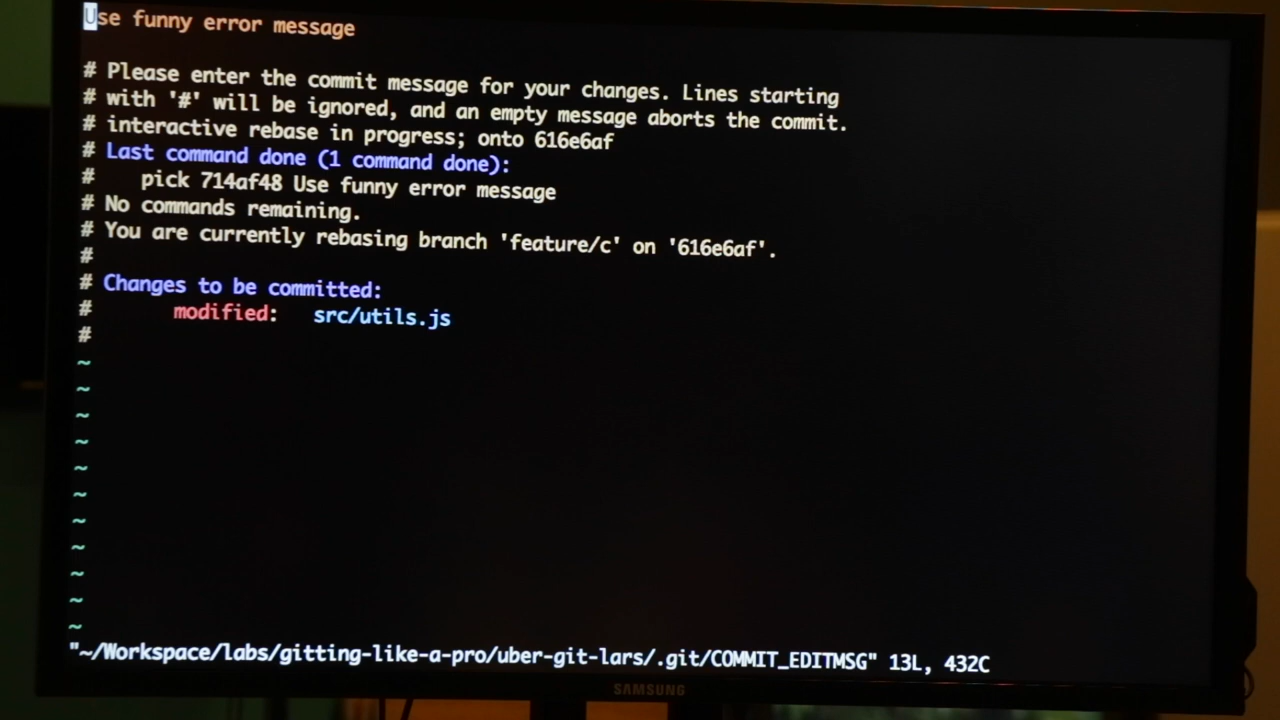 Use funny error message
# Please enter the commit message for your changes. Lines starting
# with '#' will be ignored, and an empty message aborts the commit.
# interactive rebase in progress; onto 616e6af
# Last command done (1 command done):
#    pick 714af48 Use funny error message
# No commands remaining.
# You are currently rebasing branch 'feature/c' on '616e6af'.
#
# Changes to be committed:
#       modified:   src/utils.js
#
~
~
~
~
~
~
~
~
~
~
~
"~/Workspace/labs/gitting-like-a-pro/uber-git-lars/.git/COMMIT_EDITMSG" 13L, 432C
SAMSUNG